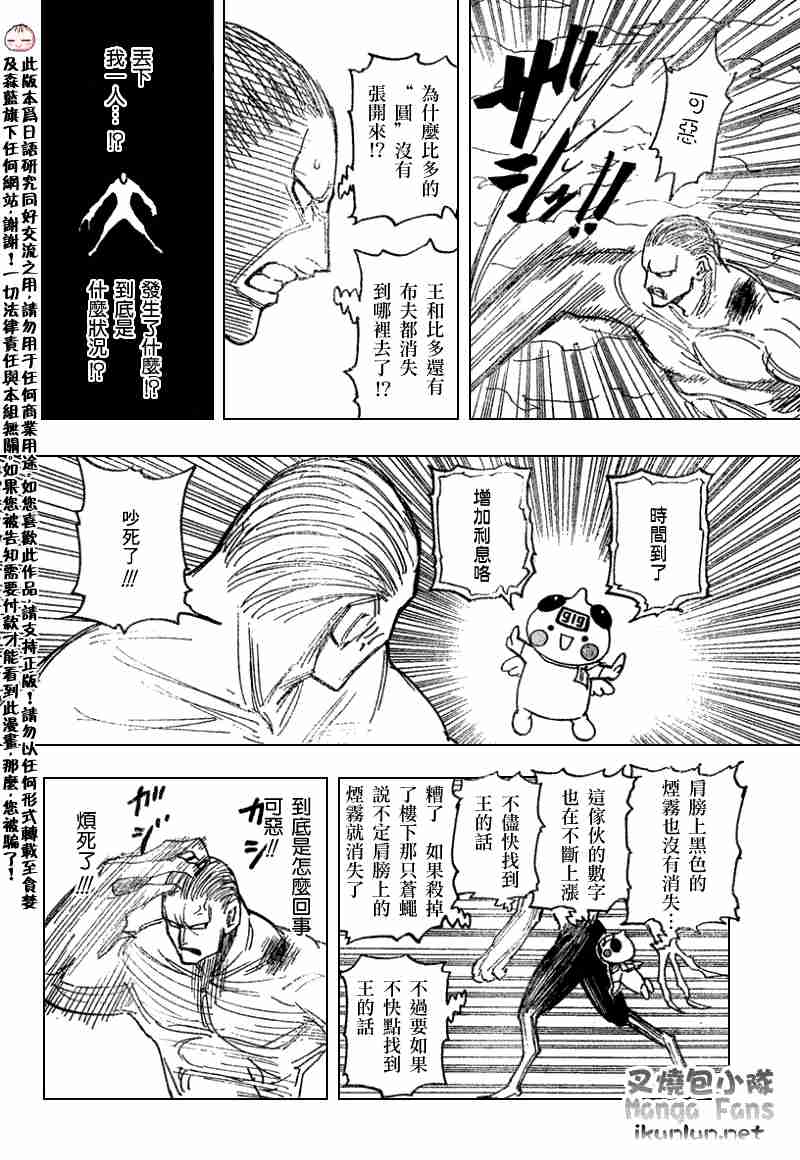 可惡
ヤ!!
為什麼比多的
“圓”沒有
張開來!?
王和比多還有
布夫都消失
到哪裡去了!?
丟下
我一人…!?
發生了什麼!?
到底是
什麼狀況!?
時間到了
增加利息咯
919
吵死了!!!
肩膀上黑色的
煙霧也沒有消失…
這傢伙的數字
也在不斷上漲
不儘快找到
王的話
糟了 如果殺掉
了樓下那只蒼蠅
說不定肩膀上的
煙霧就消失了
不過要如果
不快點找到
王的話
到底是怎麼回事
可惡!!
ガ
ガ
煩死了!!!
此版本爲日語研究同好交流之用,請勿用于任何商業用途,如您喜歡此作品,請支持正版!請勿以任何形式轉載至貪婪
及森藍旗下任何網站,謝謝!一切法律責任與本組無關。如果您被告知需要付款才能看到此漫畫,那麼,您被騙了!
叉燒包小隊
Manga Fans
ikunlun.net